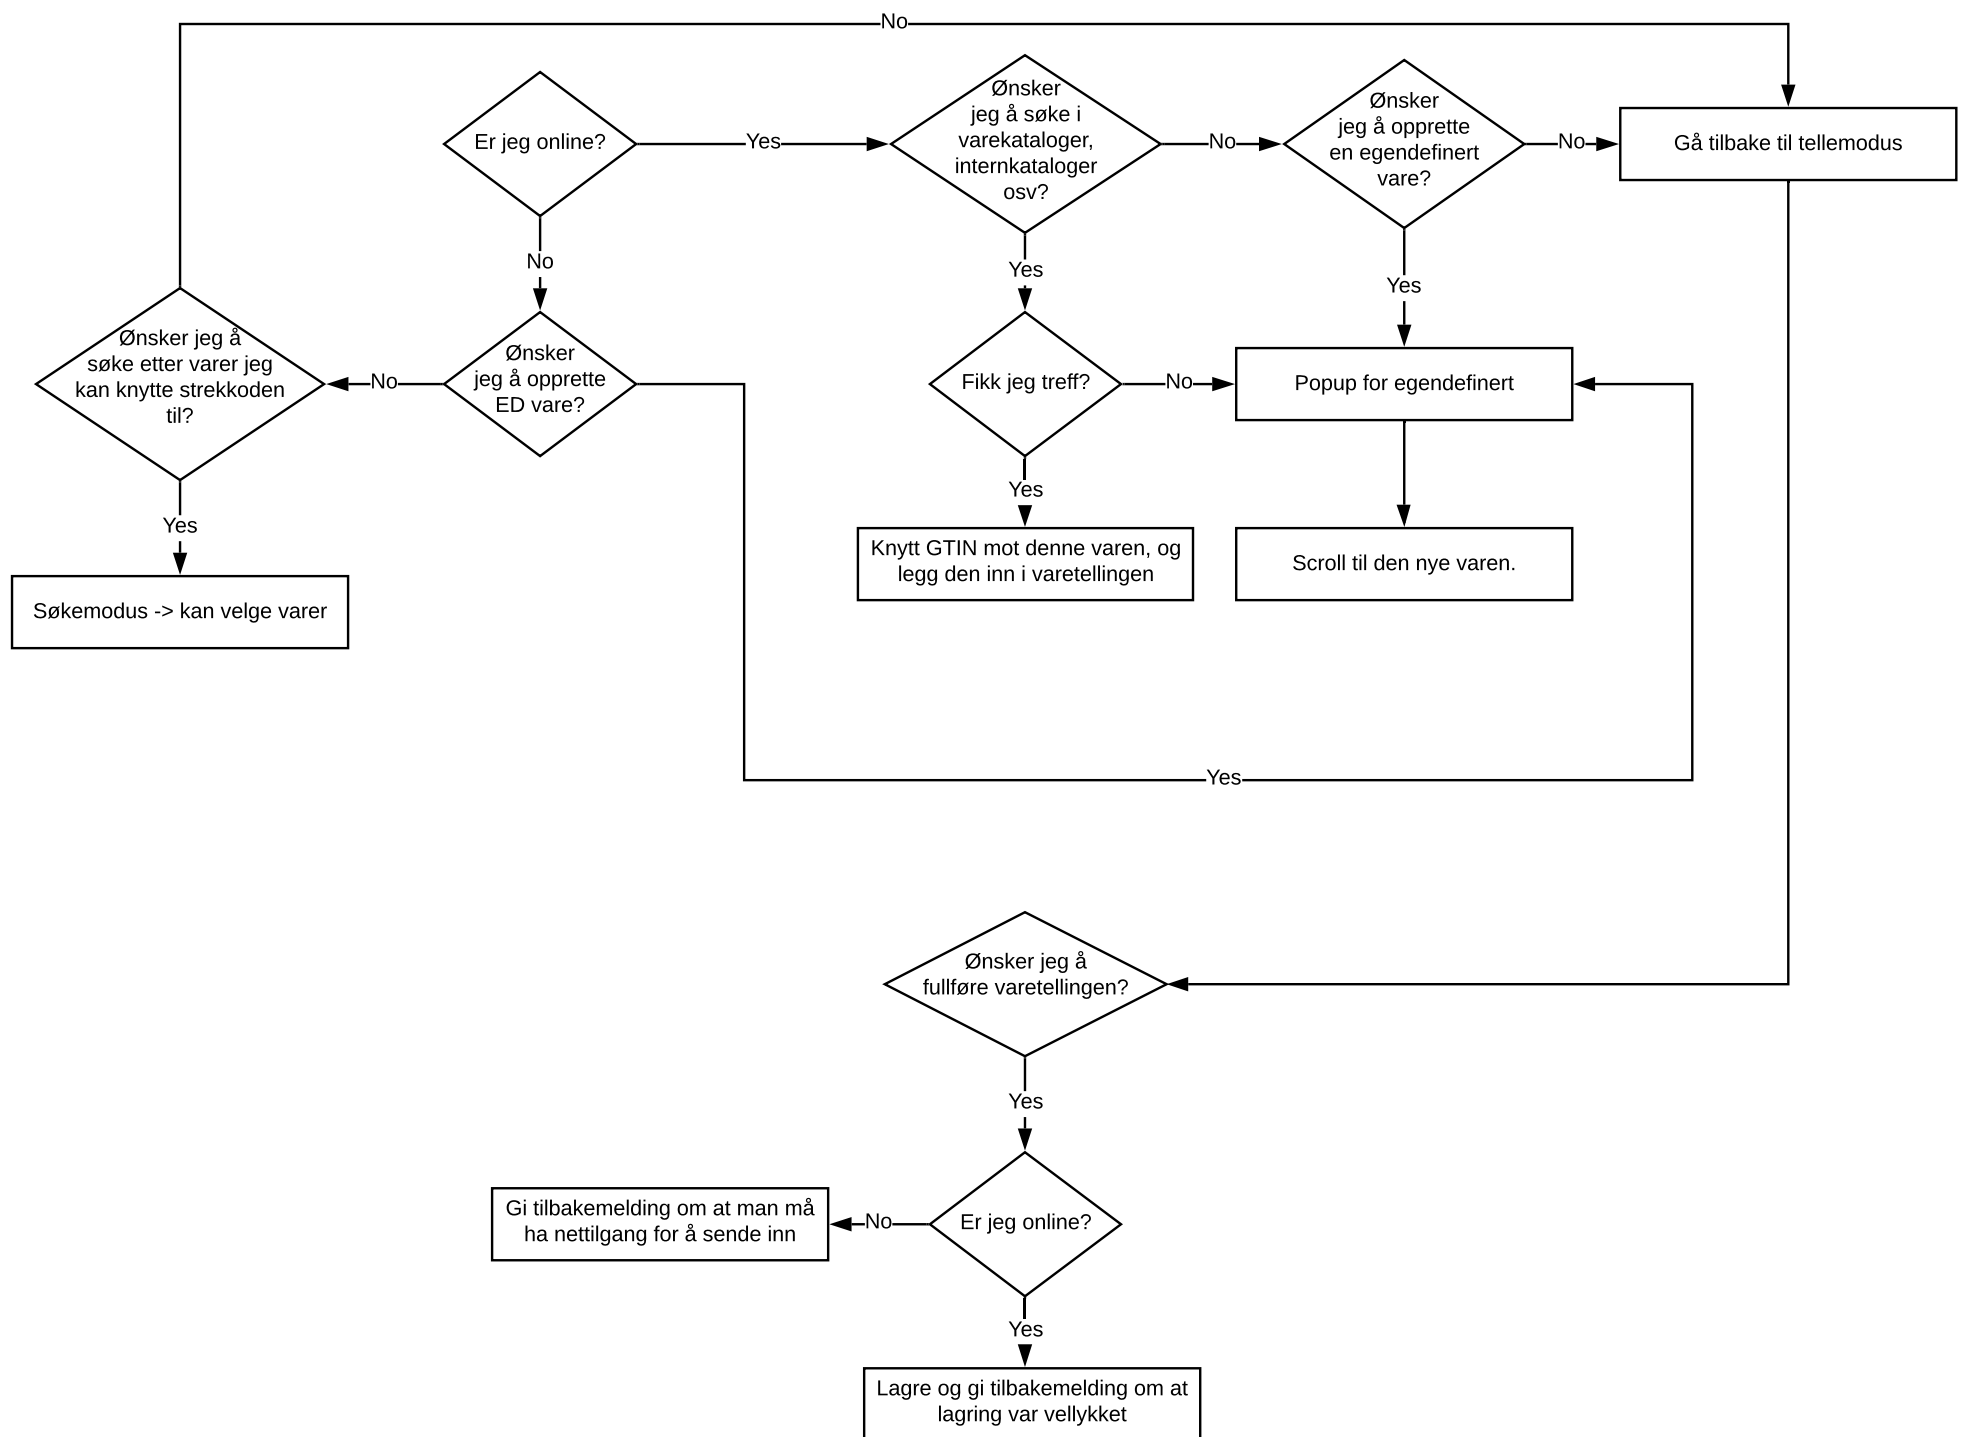 No
Ønsker
jeg å søke i
varekataloger,
internkataloger
osv?
Ønsker
jeg å opprette
en egendefinert
vare?
Er jeg online?
Yes
No
No
Gå tilbake til tellemodus
No
Yes
Yes
Ønsker jeg å
søke etter varer jeg
kan knytte strekkoden
til?
No
Ønsker
jeg å opprette
ED vare?
Fikk jeg treff?
No
Popup for egendefinert
Yes
Yes
Søkemodus -> kan velge varer
Knytt GTIN mot denne varen, og
legg den inn i varetellingen
Scroll til den nye varen.
Yes
Ønsker jeg å
fullføre varetellingen?
Yes
Gi tilbakemelding om at man må
ha nettilgang for å sende inn
No
Er jeg online?
Yes
Lagre og gi tilbakemelding om at
lagring var vellykket